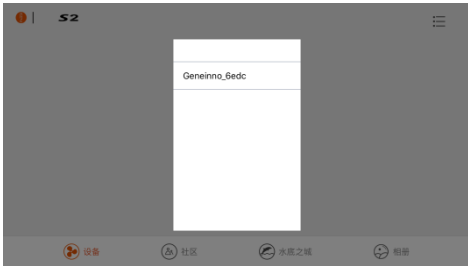 S2
Geneinno_6edc
设备
社区
水底之城
相册